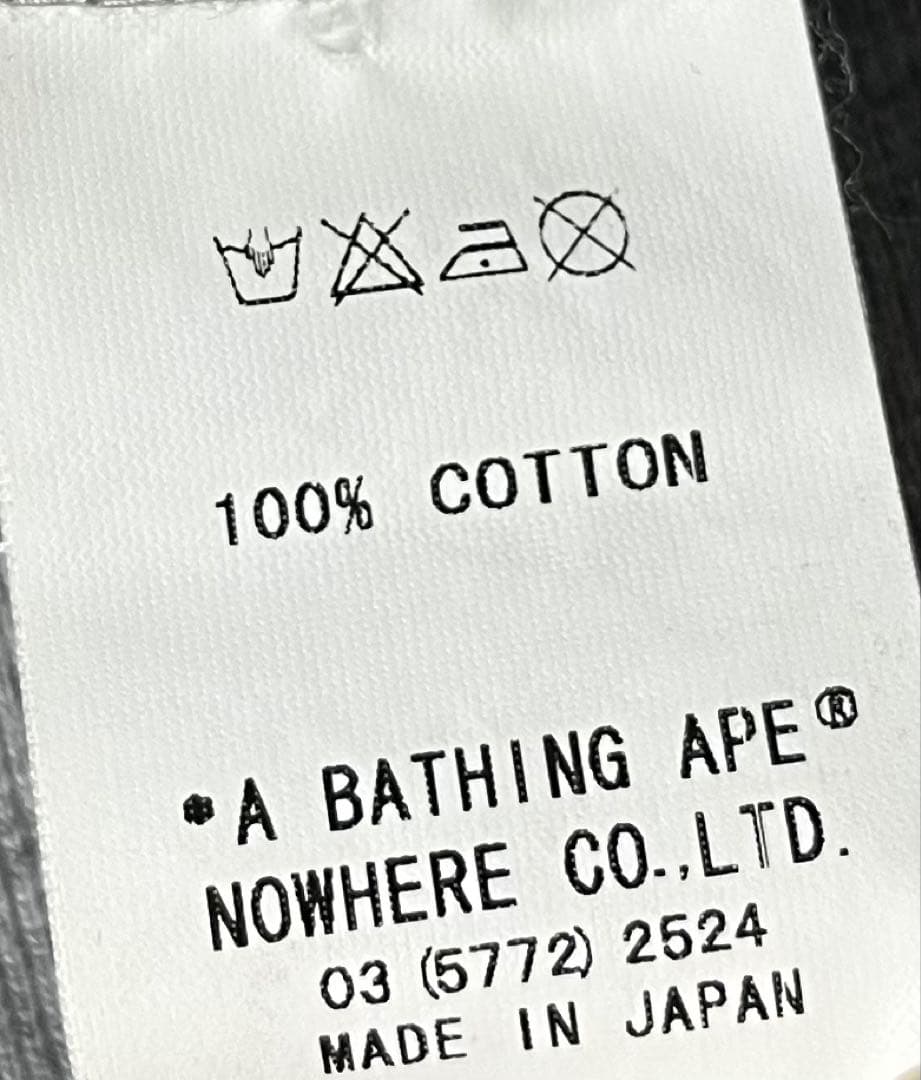 100% COTTON
*A BATHING APE®
NOWHERE CO.,LTD.
03 (5772) 2524
MADE IN JAPAN